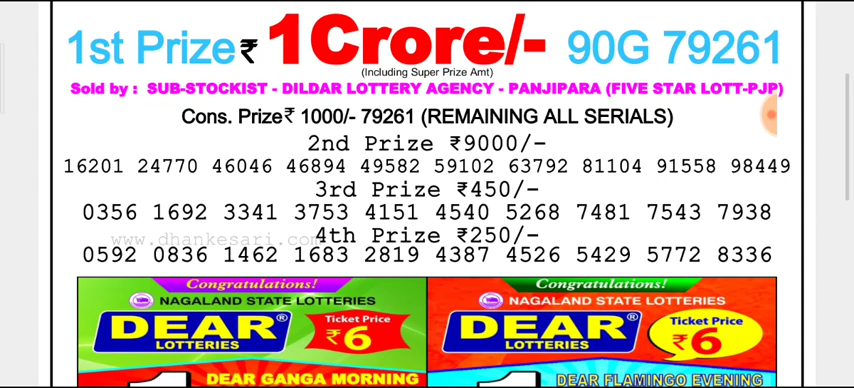 1st Prize ₹ 1Crore/- 90G 79261
(Including Super Prize Amt)
Sold by : SUB-STOCKIST - DILDAR LOTTERY AGENCY - PANJIPARA (FIVE STAR LOTT-PJP)
Cons. Prize ₹ 1000/- 79261 (REMAINING ALL SERIALS)
2nd Prize ₹9000/-
16201 24770 46046 46894 49582 59102 63792 81104 91558 98449
3rd Prize ₹450/-
0356 1692 3341 3753 4151 4540 5268 7481 7543 7938
www.dhankesari.com
4th Prize ₹250/-
0592 0836 1462 1683 2819 4387 4526 5429 5772 8336
Congratulations!
NAGALAND STATE LOTTERIES
DEAR®
LOTTERIES
Ticket Price
₹6
DEAR GANGA MORNING
Congratulations!
NAGALAND STATE LOTTERIES
DEAR®
LOTTERIES
Ticket Price
₹6
DEAR FLAMINGO EVENING